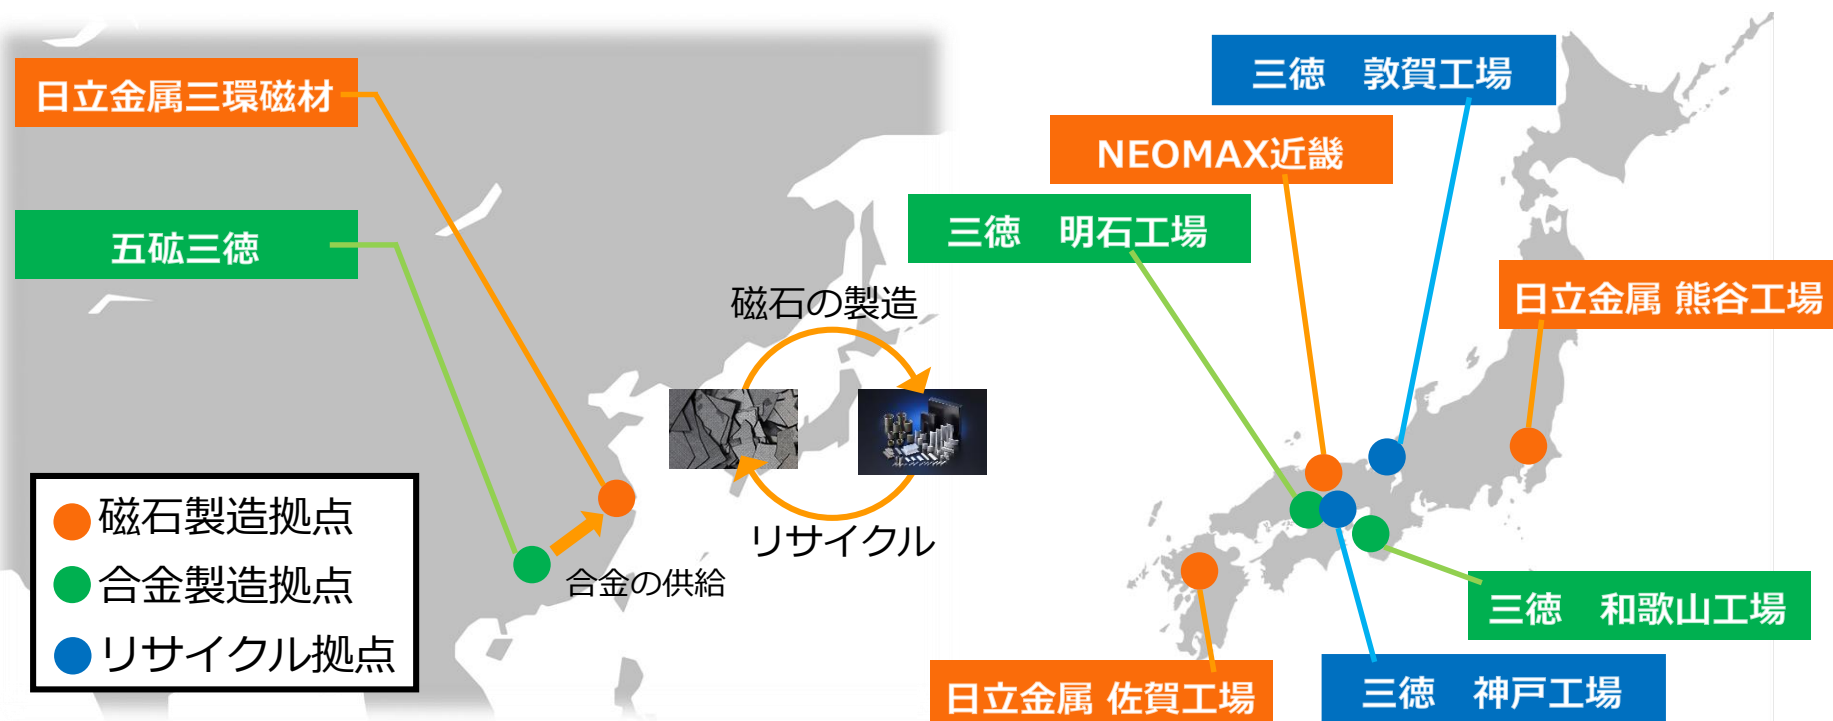 日立金属三環磁材
五砿三徳
磁石の製造
リサイクル
合金の供給
磁石製造拠点
合金製造拠点
リサイクル拠点
三徳　敦賀工場
NEOMAX近畿
三徳　明石工場
日立金属 熊谷工場
三徳　和歌山工場
日立金属 佐賀工場
三徳　神戸工場